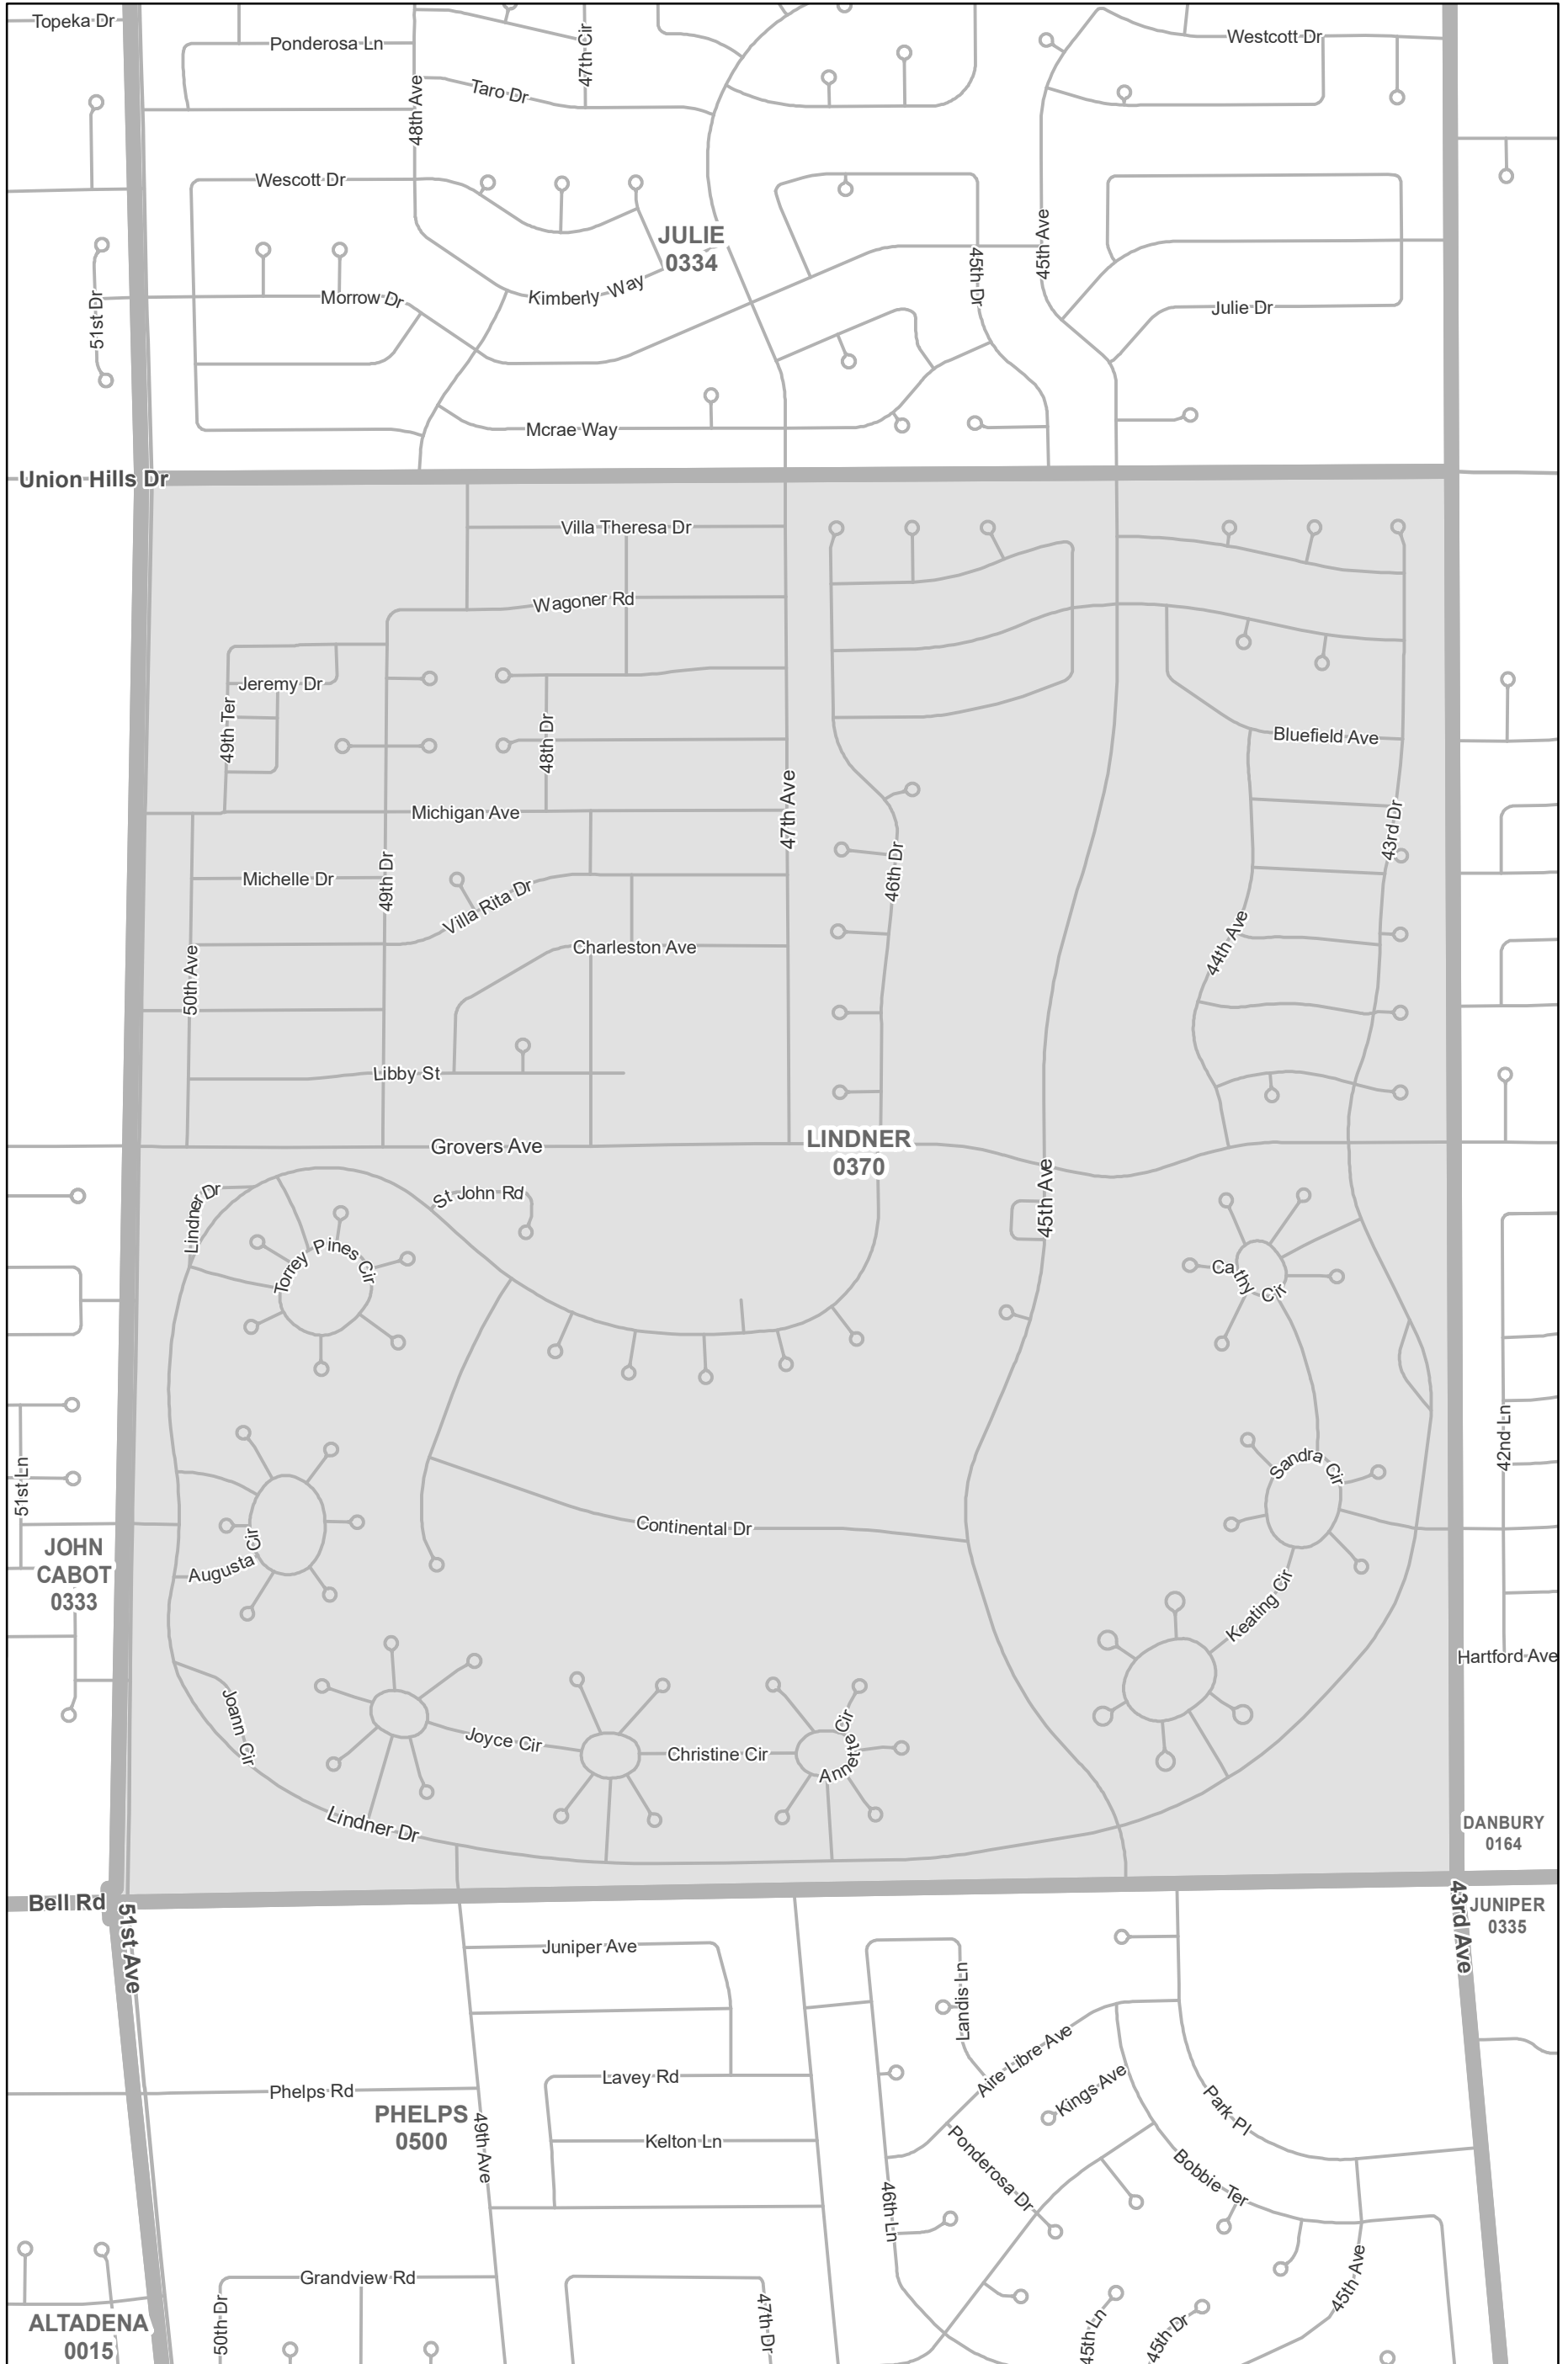 Topeka Dr
Ponderosa Ln
47th Cir
Westcott Dr
Taro Dr
48th Ave
Wescott Dr
JULIE
0334
45th Ave
45th Dr
Kimberly Way
Morrow Dr
51st Dr
Julie Dr
Mcrae Way
Union Hills Dr
Villa Theresa Dr
Wagoner Rd
Jeremy Dr
49th Ter
48th Dr
Bluefield Ave
47th Ave
Michigan Ave
43rd Dr
46th Dr
Michelle Dr
49th Dr
Villa Rita Dr
44th Ave
Charleston Ave
50th Ave
Libby St
Grovers Ave
LINDNER
0370
45th Ave
Lindner Dr
St John Rd
Torrey Pines Cir
Cathy Cir
42nd Ln
51st Ln
Sandra Cir
Continental Dr
JOHN
CABOT
0333
Augusta Cir
Keating Cir
Hartford Ave
Joann Cir
Joyce Cir
Christine Cir
Annette Cir
Lindner Dr
DANBURY
0164
Bell Rd
51st Ave
43rd Ave
JUNIPER
0335
Juniper Ave
Landis Ln
Aire Libre Ave
Lavey Rd
Kings Ave
Phelps Rd
Park Pl
PHELPS
0500
49th Ave
Kelton Ln
Ponderosa Dr
Bobbie Ter
46th Ln
Grandview Rd
45th Ave
50th Dr
47th Dr
45th Ln
45th Dr
ALTADENA
0015